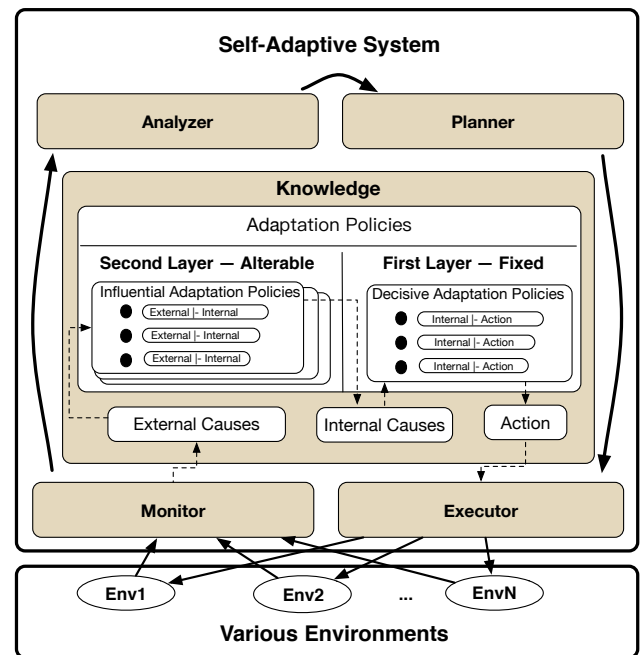 Self-Adaptive System
Analyzer
Planner
Knowledge
Adaptation Policies
Second Layer — Alterable
First Layer — Fixed
Influential Adaptation Policies
External |- Internal
External |- Internal
External |- Internal
Decisive Adaptation Policies
Internal |- Action
Internal |- Action
Internal |- Action
External Causes
Internal Causes
Action
Monitor
Executor
Env1
Env2
...
EnvN
Various Environments